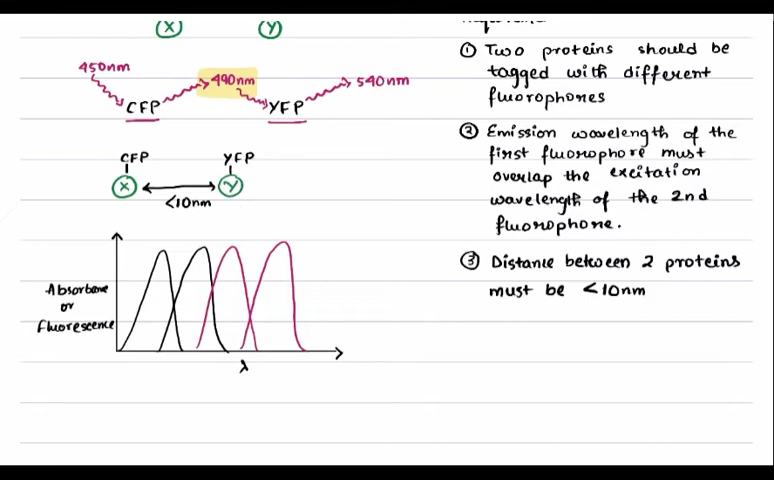 X Y
450nm 490nm 540nm
CFP YFP
CFP YFP
X Y
<10nm
Absorbane
or
Fluorescence
λ
① Two proteins should be
tagged with different
fluorophores
② Emission wavelength of the
first fluorophore must
overlap the excitation
wavelength of the 2nd
fluorophore.
③ Distance between 2 proteins
must be <10nm